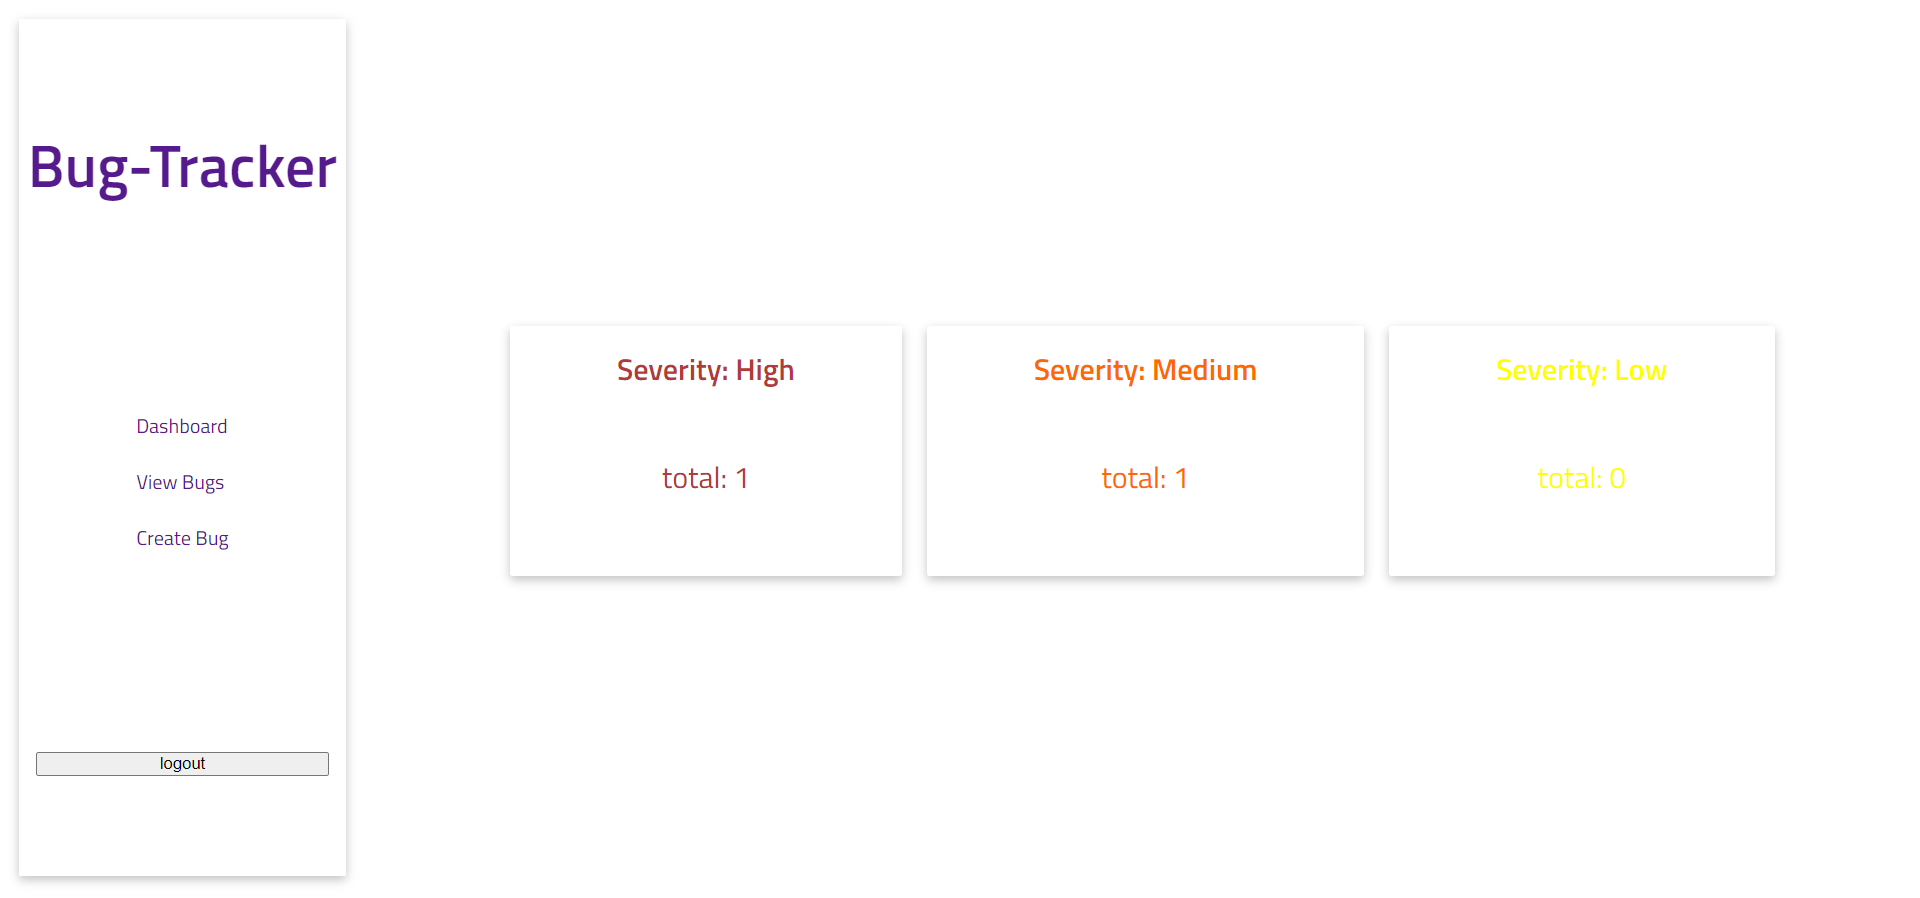 Bug-Tracker
Dashboard
View Bugs
Create Bug
logout
Severity: High
total: 1
Severity: Medium
total: 1
Severity: Low
total: 0